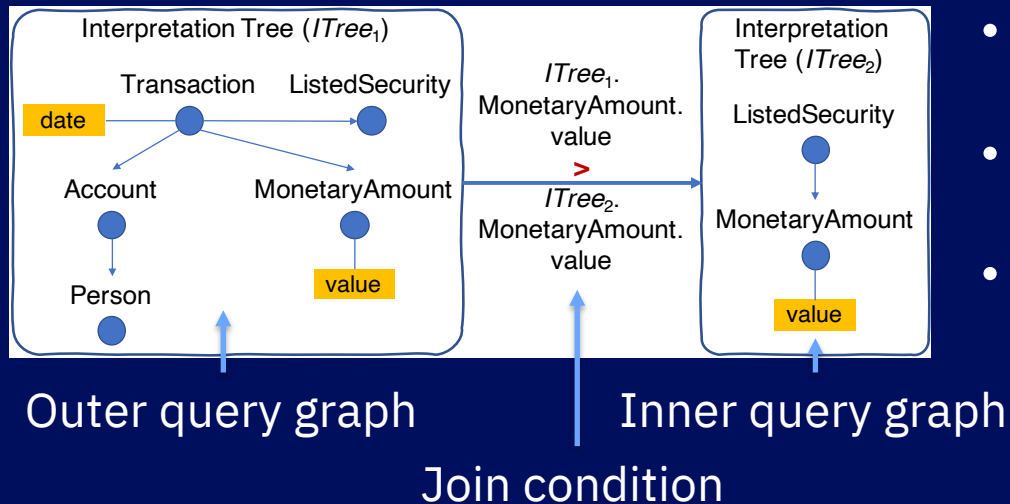 Interpretation Tree (ITree1)
Transaction
ListedSecurity
date
Account
MonetaryAmount
value
Person
ITree1.
MonetaryAmount.
value
>
ITree2.
MonetaryAmount.
value
Interpretation
Tree (ITree2)
ListedSecurity
MonetaryAmount
value
Outer query graph
Inner query graph
Join condition